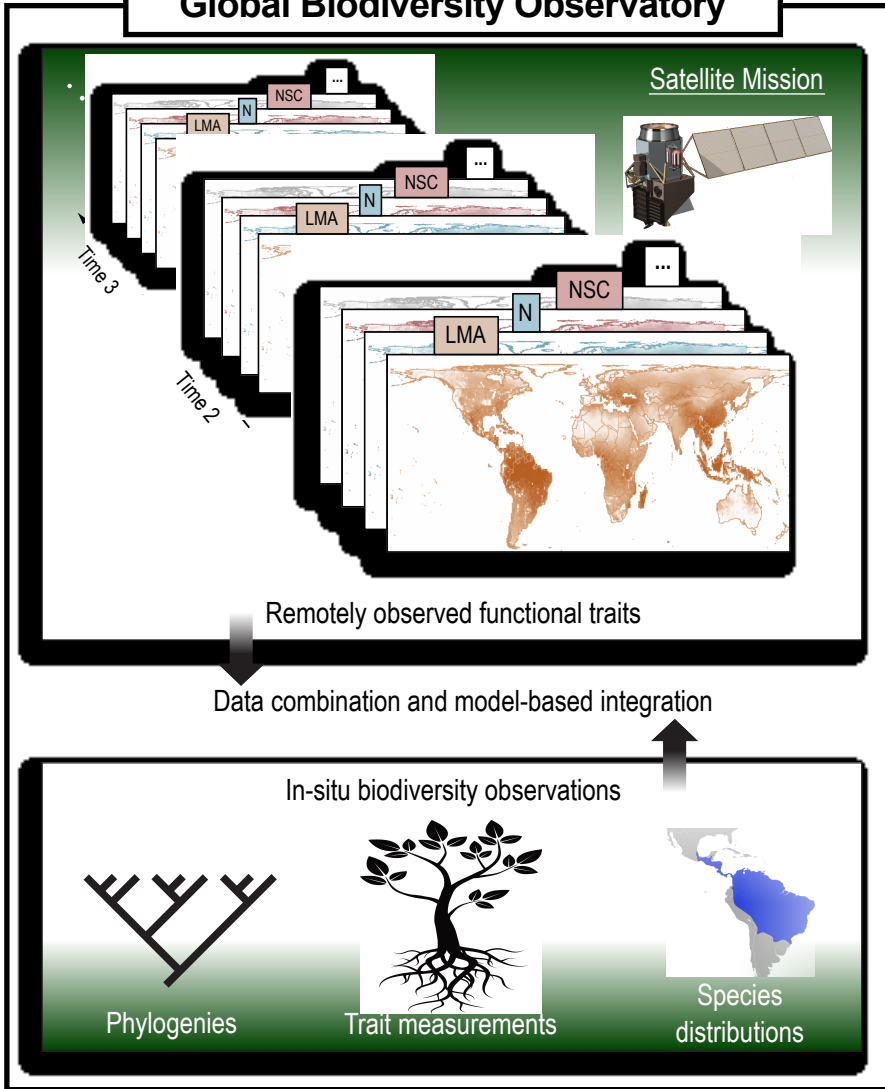 Global Biodiversity Observatory
Satellite Mission
...
NSC
N
LMA
Time 3
...
NSC
N
LMA
Time 2
...
NSC
N
LMA
Remotely observed functional traits
Data combination and model-based integration
In-situ biodiversity observations
Phylogenies
Trait measurements
Species
distributions